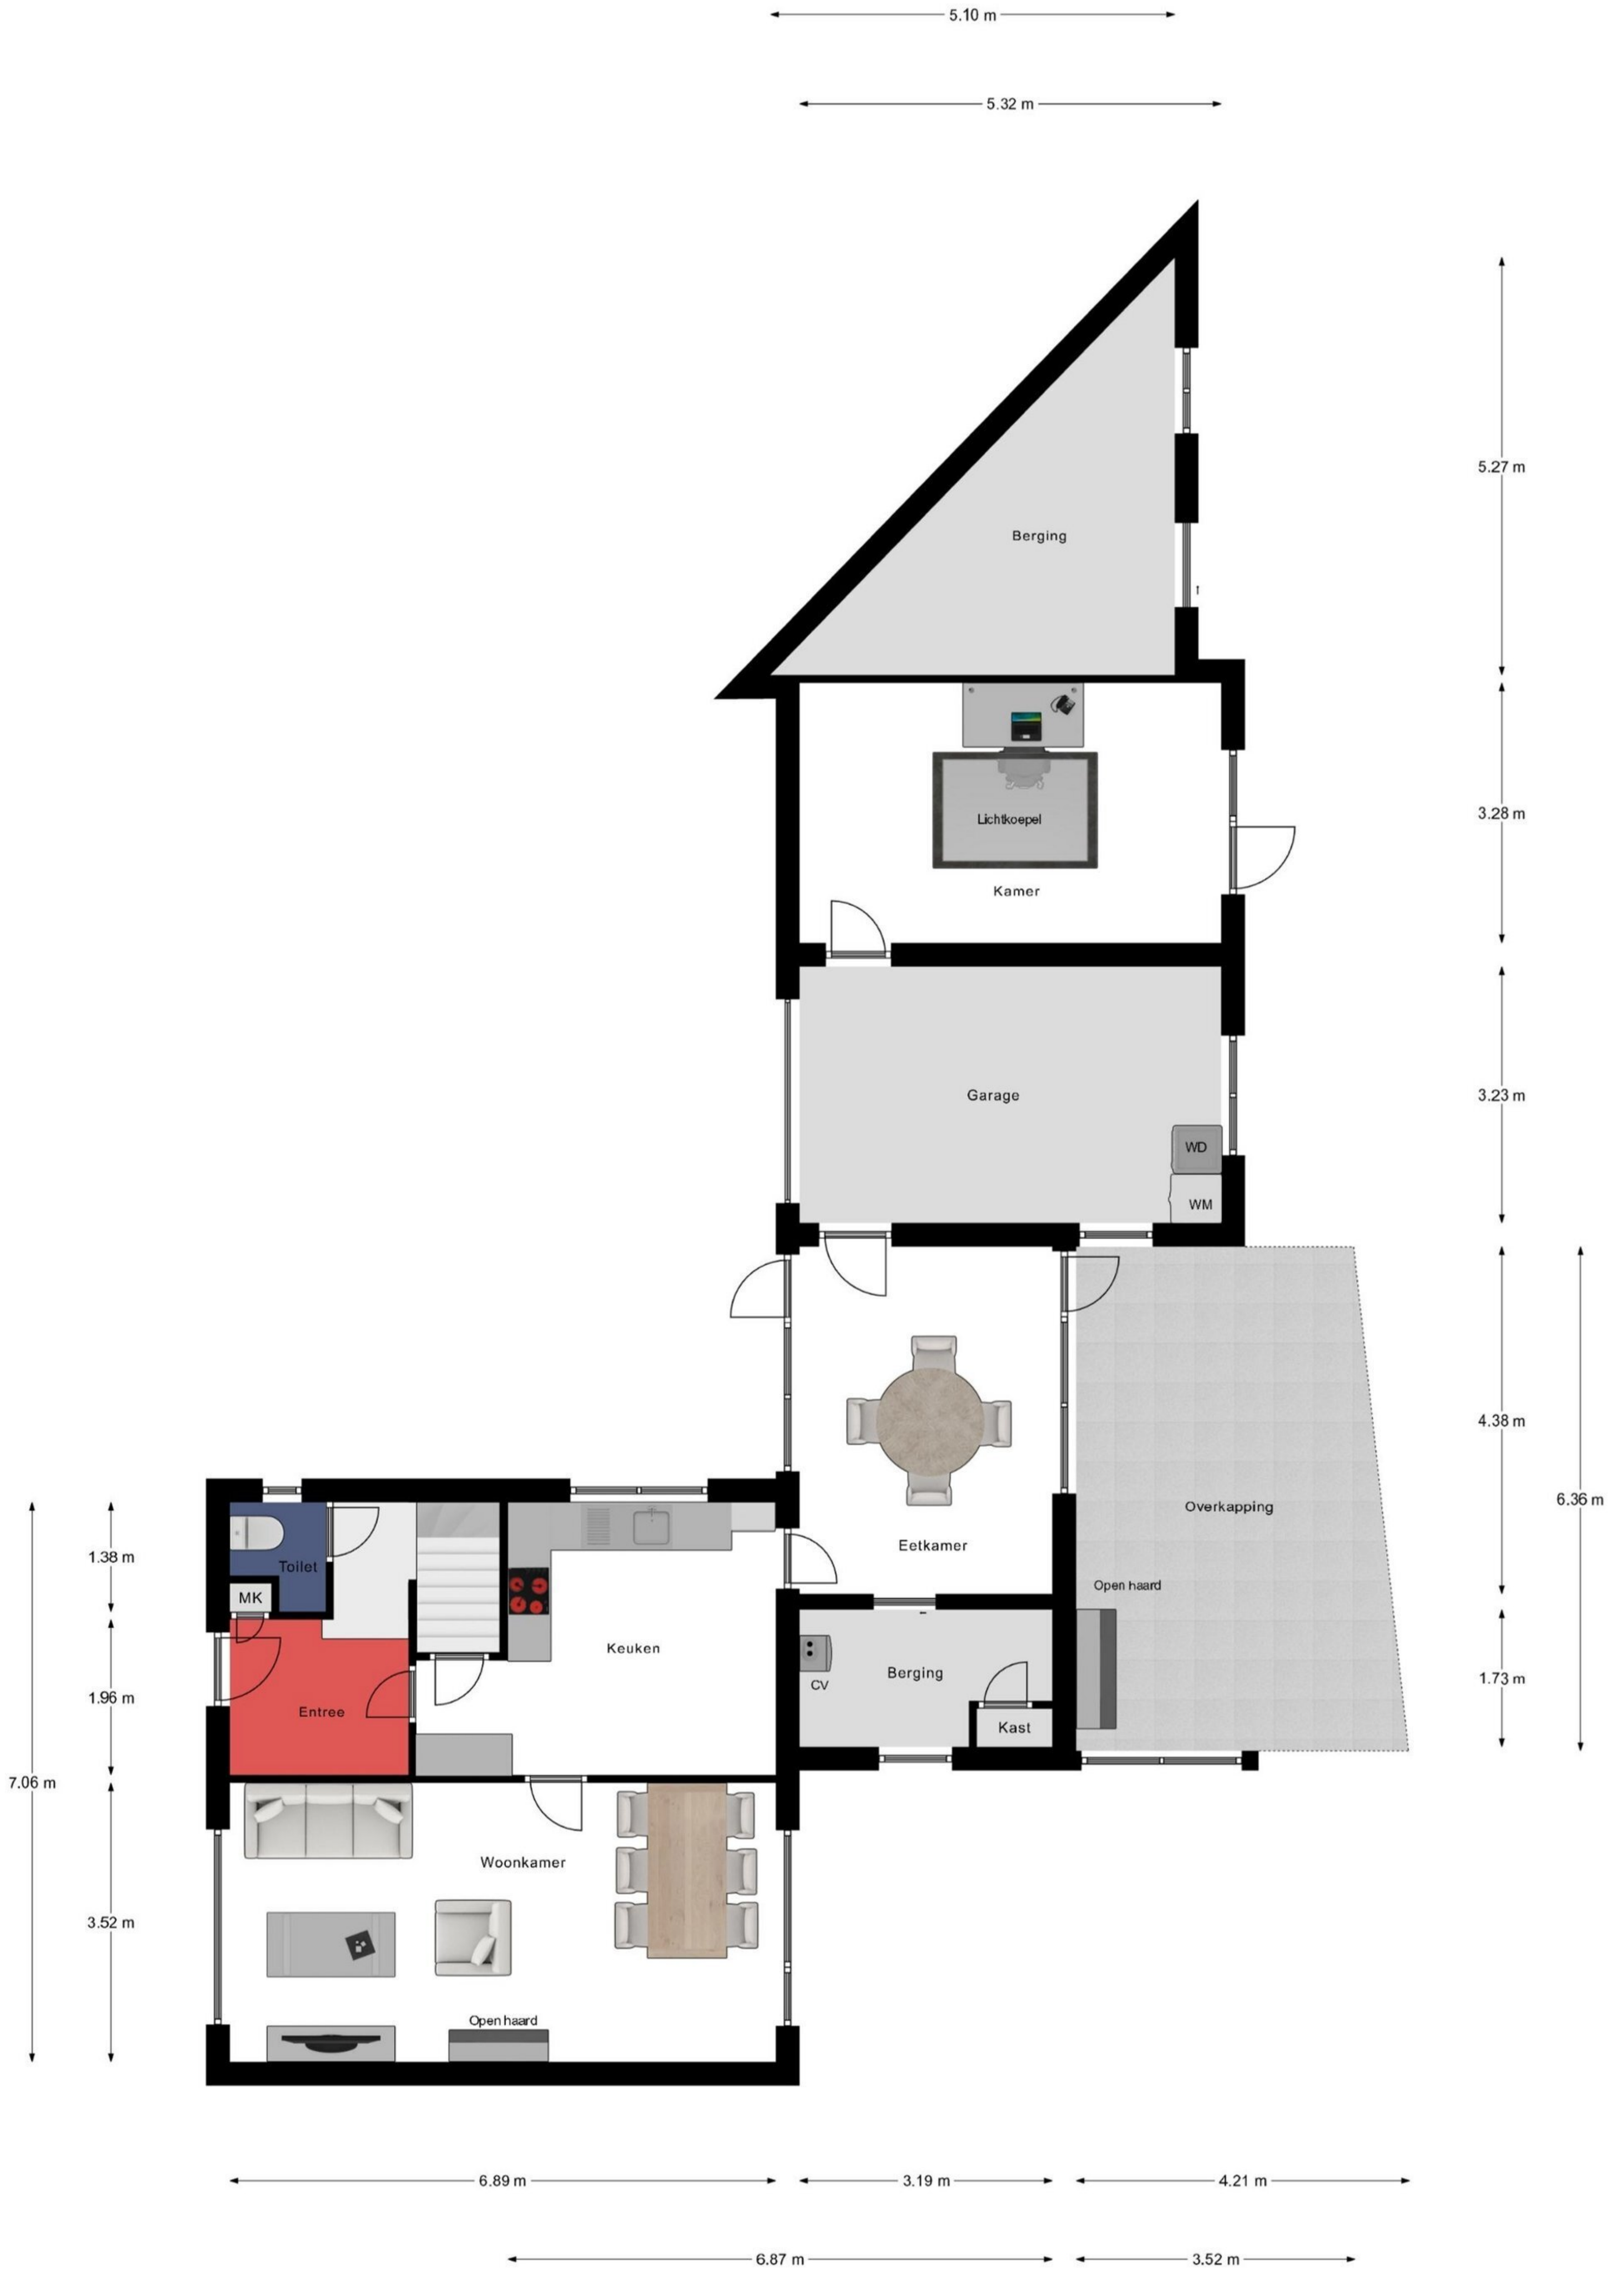 5.10 m
5.32 m
5.27 m
Berging
3.28 m
Lichtkoepel
Kamer
3.23 m
Garage
WD
WM
4.38 m
6.36 m
Overkapping
Eetkamer
1.38 m
Toilet
Open haard
MK
Keuken
Berging
1.73 m
CV
1.96 m
Entree
Kast
7.06 m
Woonkamer
3.52 m
Open haard
6.89 m
3.19 m
4.21 m
6.87 m
3.52 m